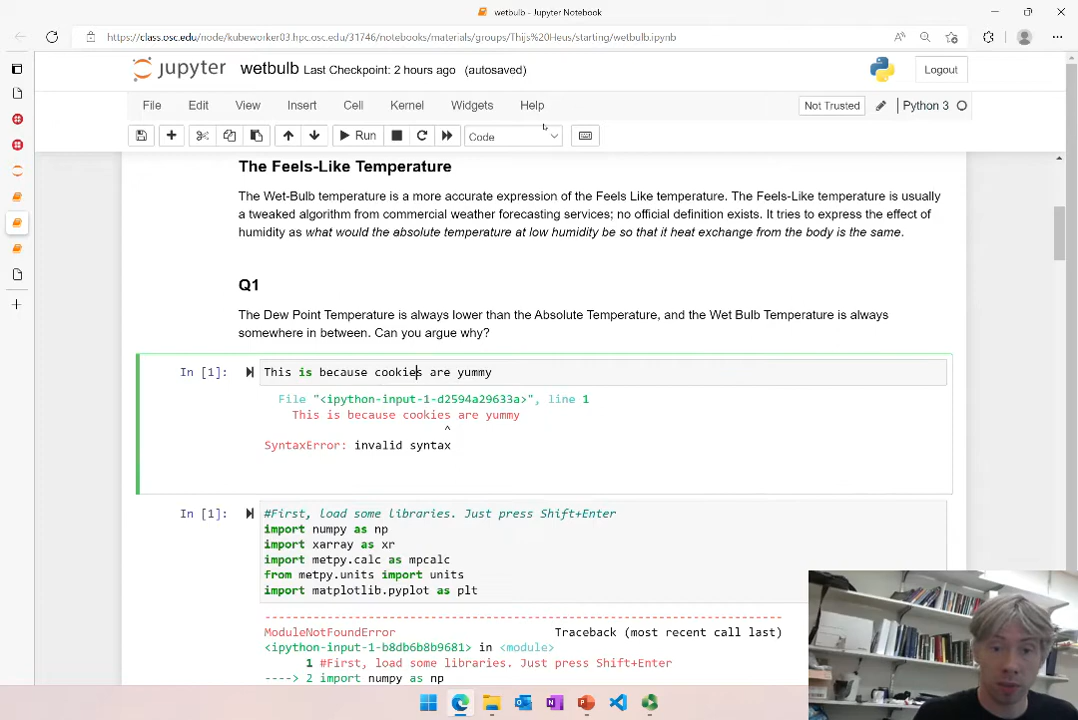 wetbulb - Jupyter Notebook
https://class.osc.edu/node/kubeworker03.hpc.osc.edu/31746/notebooks/materials/groups/Thijs%20Heus/starting/wetbulb.ipynb
jupyter wetbulb Last Checkpoint: 2 hours ago (autosaved)
Logout
File Edit View Insert Cell Kernel Widgets Help
Not Trusted Python 3
Run Code
The Feels-Like Temperature
The Wet-Bulb temperature is a more accurate expression of the Feels Like temperature. The Feels-Like temperature is usually
a tweaked algorithm from commercial weather forecasting services; no official definition exists. It tries to express the effect of
humidity as what would the absolute temperature at low humidity be so that it heat exchange from the body is the same.
Q1
The Dew Point Temperature is always lower than the Absolute Temperature, and the Wet Bulb Temperature is always
somewhere in between. Can you argue why?
In [1]: This is because cookies are yummy
File "<ipython-input-1-d2594a29633a>", line 1
This is because cookies are yummy
^
SyntaxError: invalid syntax
In [1]: #First, load some libraries. Just press Shift+Enter
import numpy as np
import xarray as xr
import metpy.calc as mpcalc
from metpy.units import units
import matplotlib.pyplot as plt
---------------------------------------------------------------------------
ModuleNotFoundError Traceback (most recent call last)
<ipython-input-1-b8db6b8b9681> in <module>
1 #First, load some libraries. Just press Shift+Enter
----> 2 import numpy as np